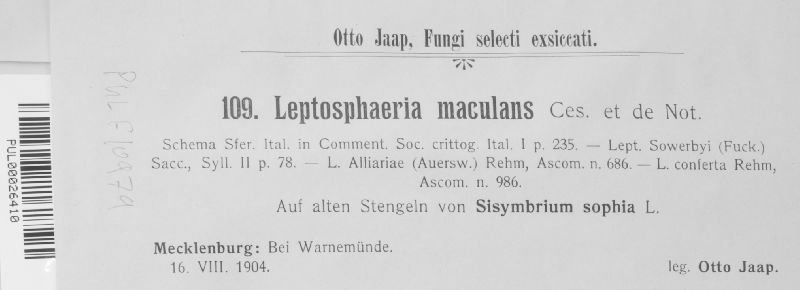 Otto Jaap, Fungi selecti exsiccati.
109. Leptosphaeria maculans Ces. et de Not.
Schema Sfer. Ital. in Comment. Soc. crittog. Ital. I p. 235. — Lept. Sowerbyi (Fuck.)
Sacc., Syll. II p. 78. — L. Alliariae (Auersw.) Rehm, Ascom. n. 686. — L. conferta Rehm,
Ascom. n. 986.
Auf alten Stengeln von Sisymbrium sophia L.
Mecklenburg: Bei Warnemünde.
16. VIII. 1904.
leg. Otto Jaap.
PUL00026410
PUL F